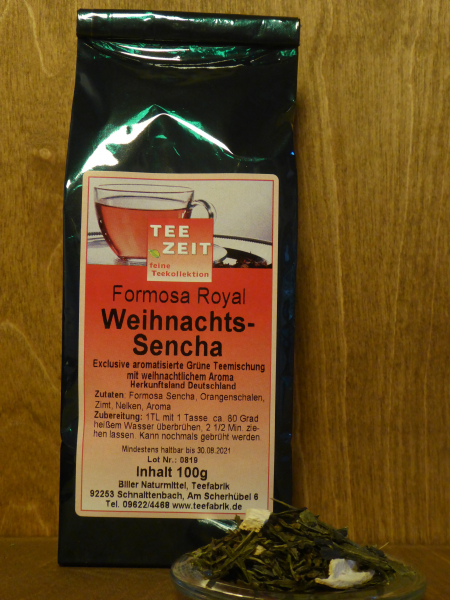 TEE
ZEIT
feine
Teekollektion
Formosa Royal
Weihnachts-
Sencha
Exclusive aromatisierte Grüne Teemischung
mit weihnachtlichem Aroma
Herkunftsland Deutschland
Zutaten: Formosa Sencha, Orangenschalen,
Zimt, Nelken, Aroma
Zubereitung: 1TL mit 1 Tasse ca. 80 Grad
heißem Wasser überbrühen, 2 1/2 Min. zie-
hen lassen. Kann nochmals gebrüht werden
Mindestens haltbar bis 30.08.2021
Lot Nr.: 0819
Inhalt 100g
Biller Naturmittel, Teefabrik
92253 Schnaittenbach, Am Scherhübel 6
Tel. 09622/4468 www.teefabrik.de